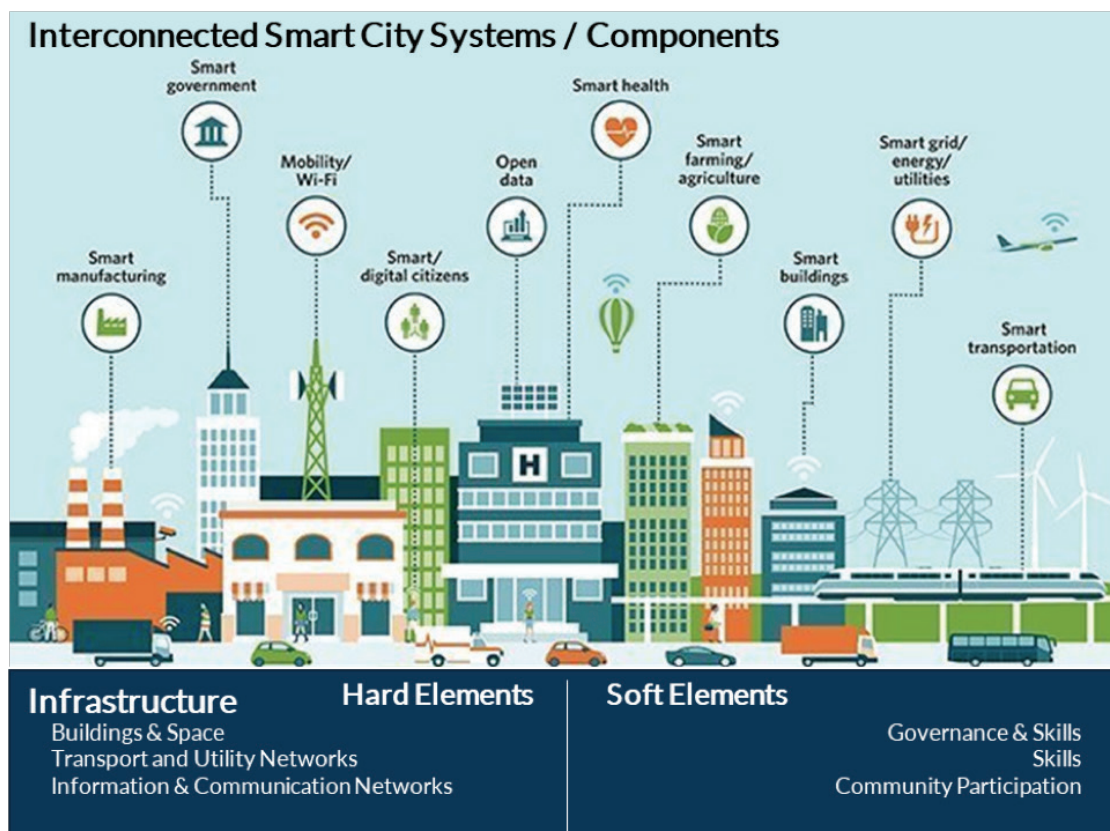 Interconnected Smart City Systems / Components
Smart
government
Smart health
Mobility/
Wi-Fi
Open
data
Smart
farming/
agriculture
Smart grid/
energy/
utilities
Smart
manufacturing
Smart/
digital citizens
Smart
buildings
Smart
transportation
H
Infrastructure
Hard Elements
Buildings & Space
Transport and Utility Networks
Information & Communication Networks
Soft Elements
Governance & Skills
Skills
Community Participation